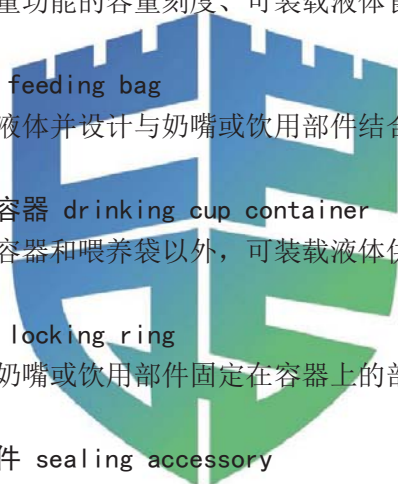 量功能的容量刻度、可装载液体
feeding bag
液体并设计与奶嘴或饮用部件结合
容器 drinking cup container
容器和喂养袋以外，可装载液体供
locking ring
奶嘴或饮用部件固定在容器上的部
件 sealing accessory